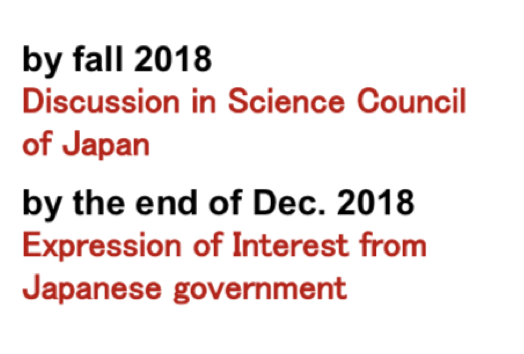 by fall 2018
Discussion in Science Council
of Japan
by the end of Dec. 2018
Expression of Interest from
Japanese government